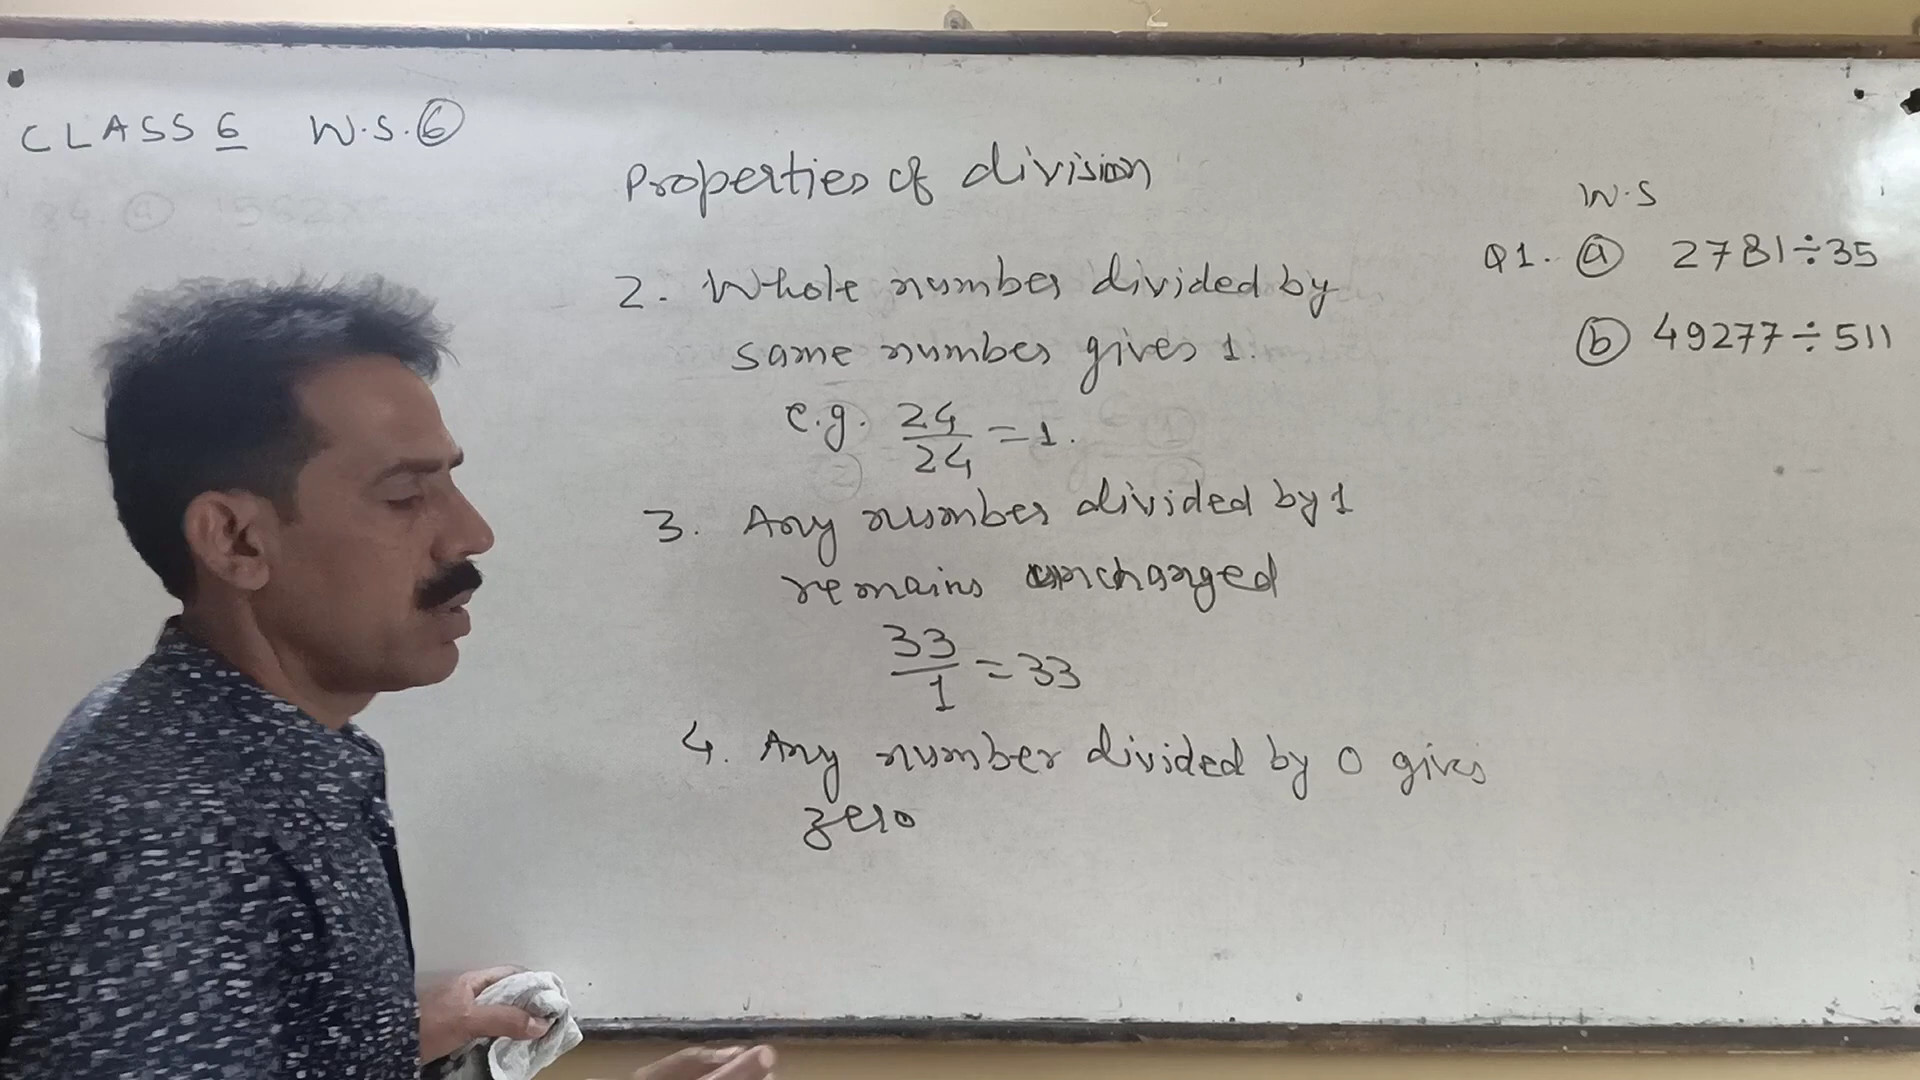 CLASS 6 W.S. 6
Properties of division
2. Whole number divided by
same number gives 1.
e.g. 24/24 = 1.
3. Any number divided by 1
remains unchanged
33/1 = 33
4. Any number divided by 0 gives
zero
W.S
Q1. a 2781÷35
b 49277÷511